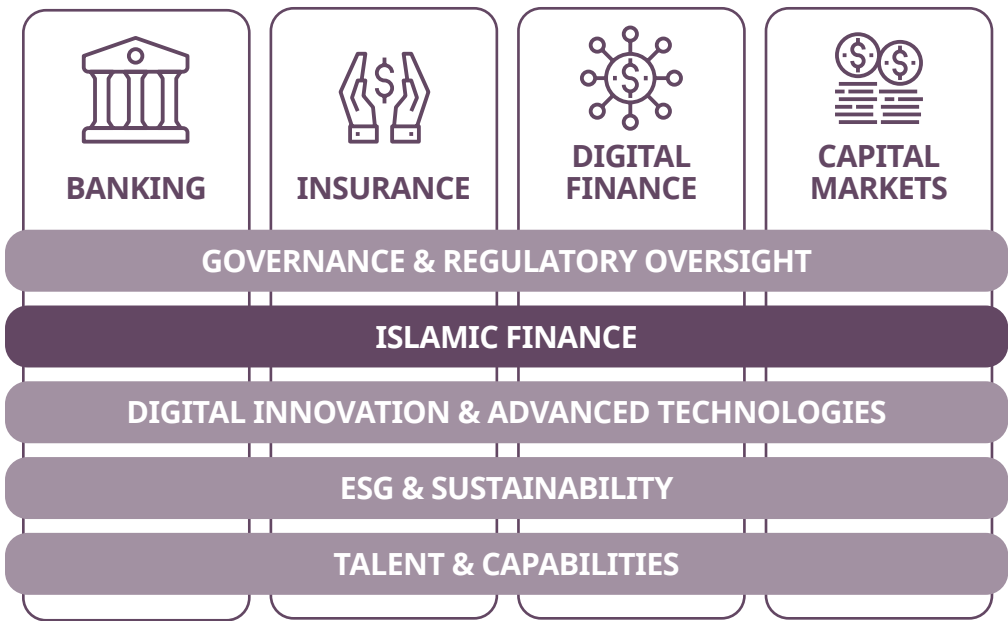 BANKING
INSURANCE
DIGITAL
FINANCE
CAPITAL
MARKETS
GOVERNANCE & REGULATORY OVERSIGHT
ISLAMIC FINANCE
DIGITAL INNOVATION & ADVANCED TECHNOLOGIES
ESG & SUSTAINABILITY
TALENT & CAPABILITIES